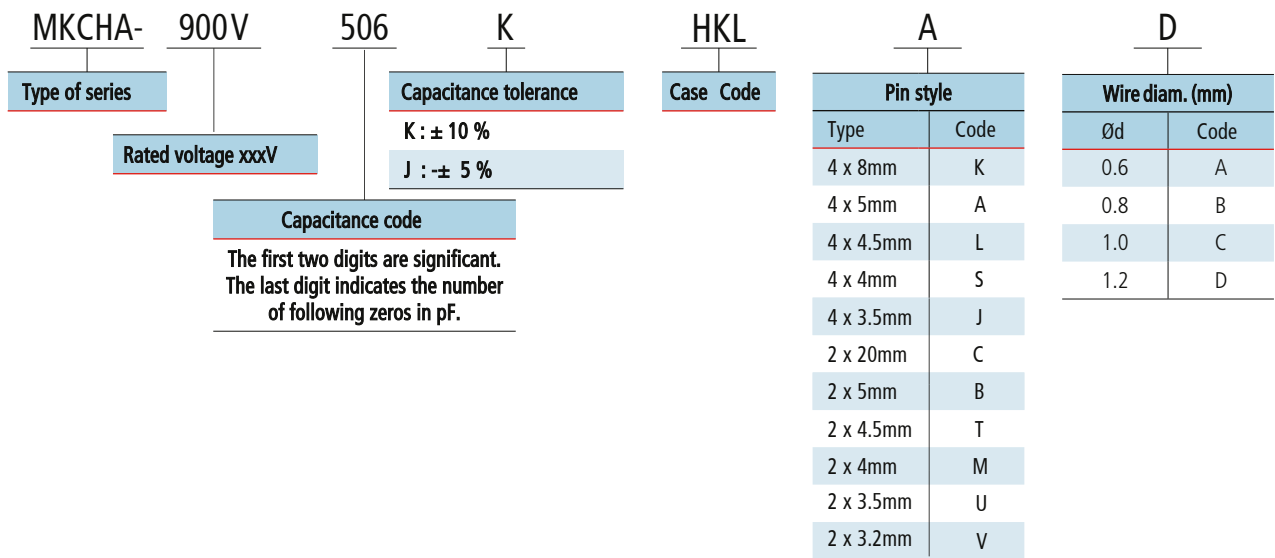 MKCHA- 900V 506 K HKL A D
Type of series
Rated voltage xxxV
Capacitance code
The first two digits are significant.
The last digit indicates the number
of following zeros in pF.
Capacitance tolerance
K : ± 10 %
J : -± 5 %
Case Code
Pin style
Type Code
4 x 8mm K
4 x 5mm A
4 x 4.5mm L
4 x 4mm S
4 x 3.5mm J
2 x 20mm C
2 x 5mm B
2 x 4.5mm T
2 x 4mm M
2 x 3.5mm U
2 x 3.2mm V
Wire diam. (mm)
Ød Code
0.6 A
0.8 B
1.0 C
1.2 D